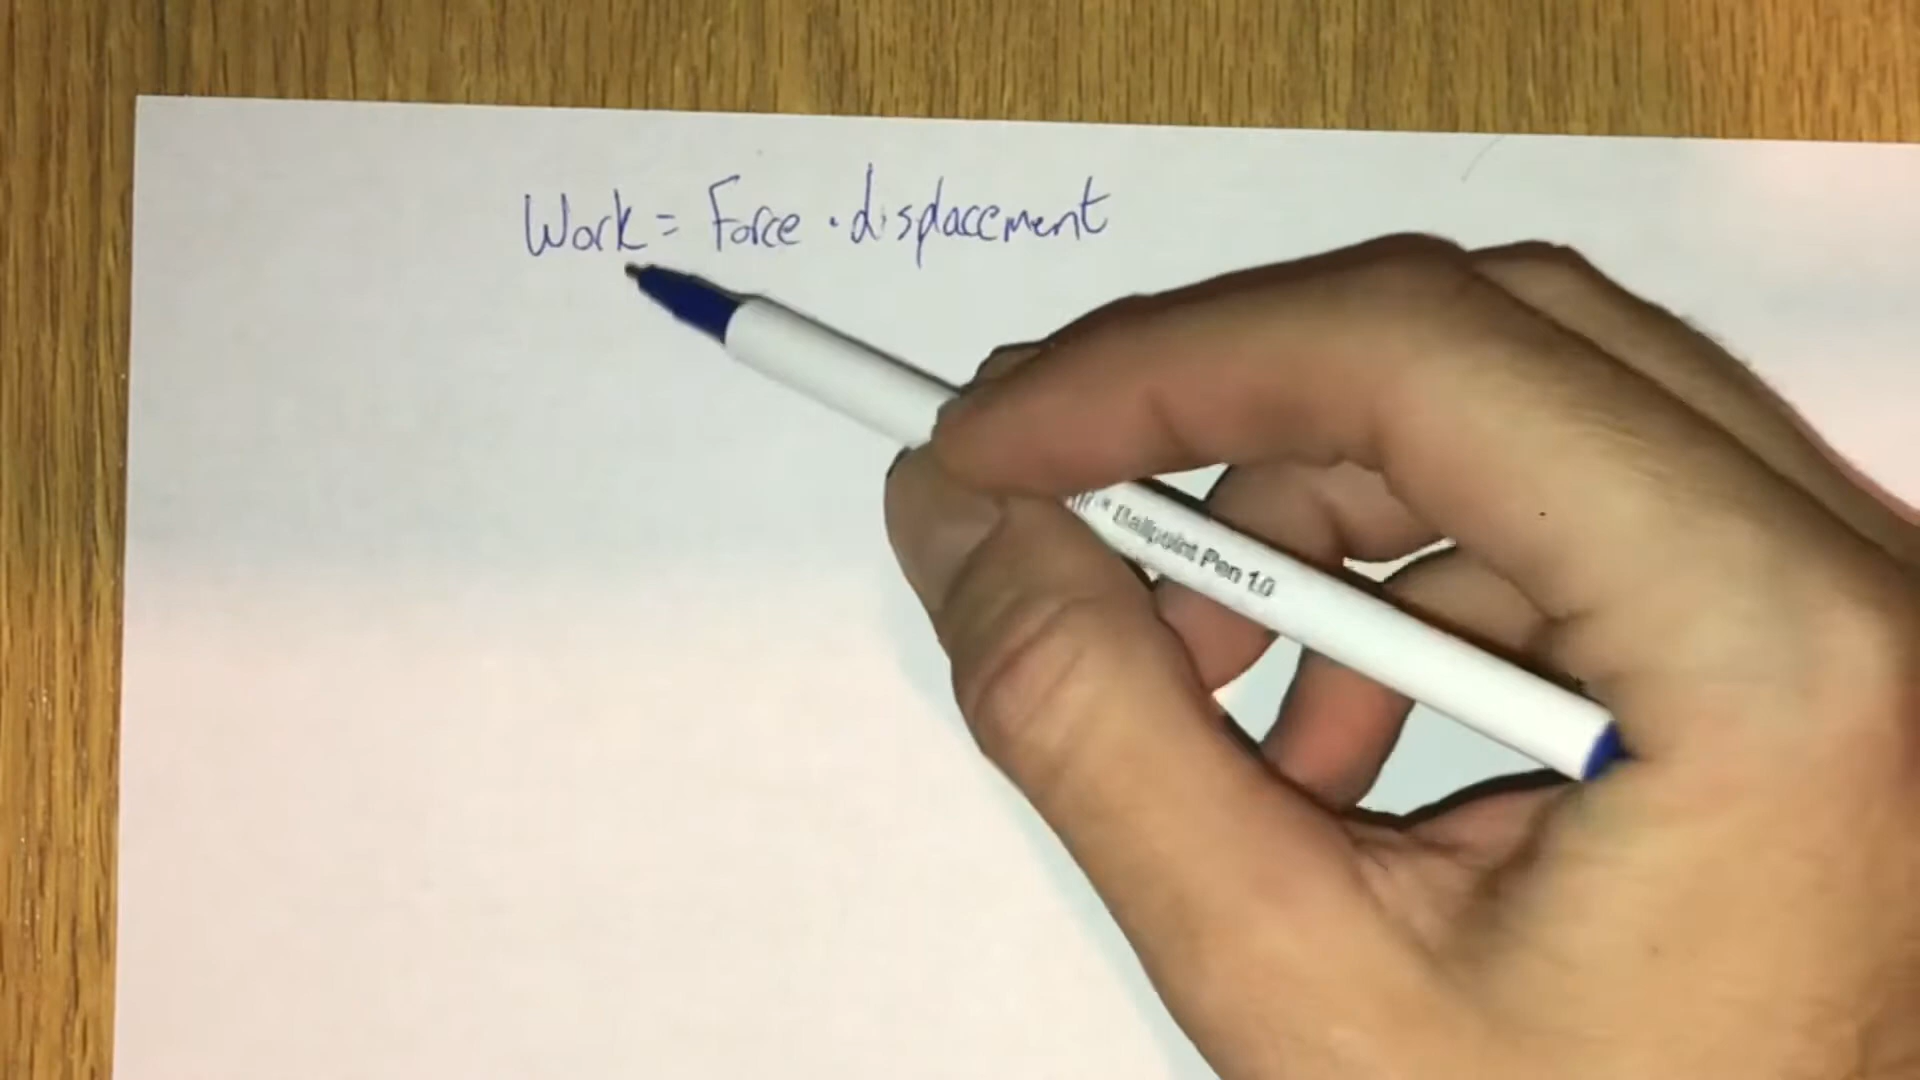 Work = Force · displacement
Ballpoint Pen 1.0